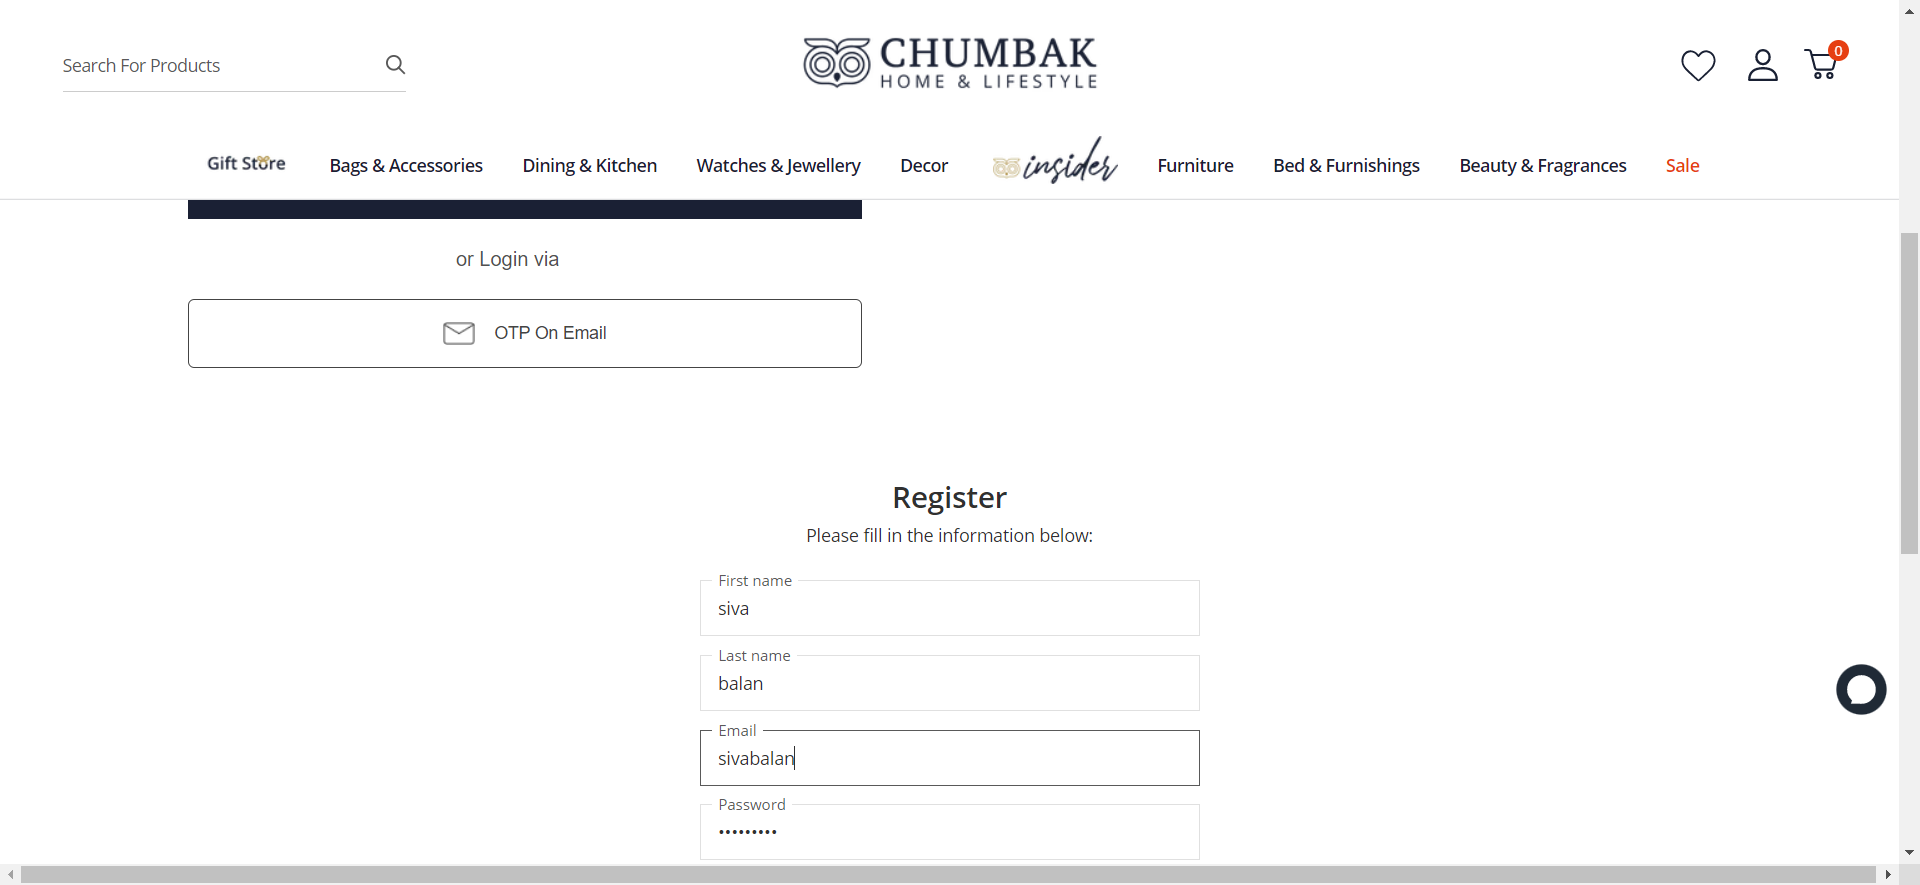 Search For Products
CHUMBAK
HOME & LIFESTYLE
0
Gift Store
Bags & Accessories
Dining & Kitchen
Watches & Jewellery
Decor
insider
Furniture
Bed & Furnishings
Beauty & Fragrances
Sale
or Login via
OTP On Email
Register
Please fill in the information below:
First name
siva
Last name
balan
Email
sivabalan
Password
•••••••••